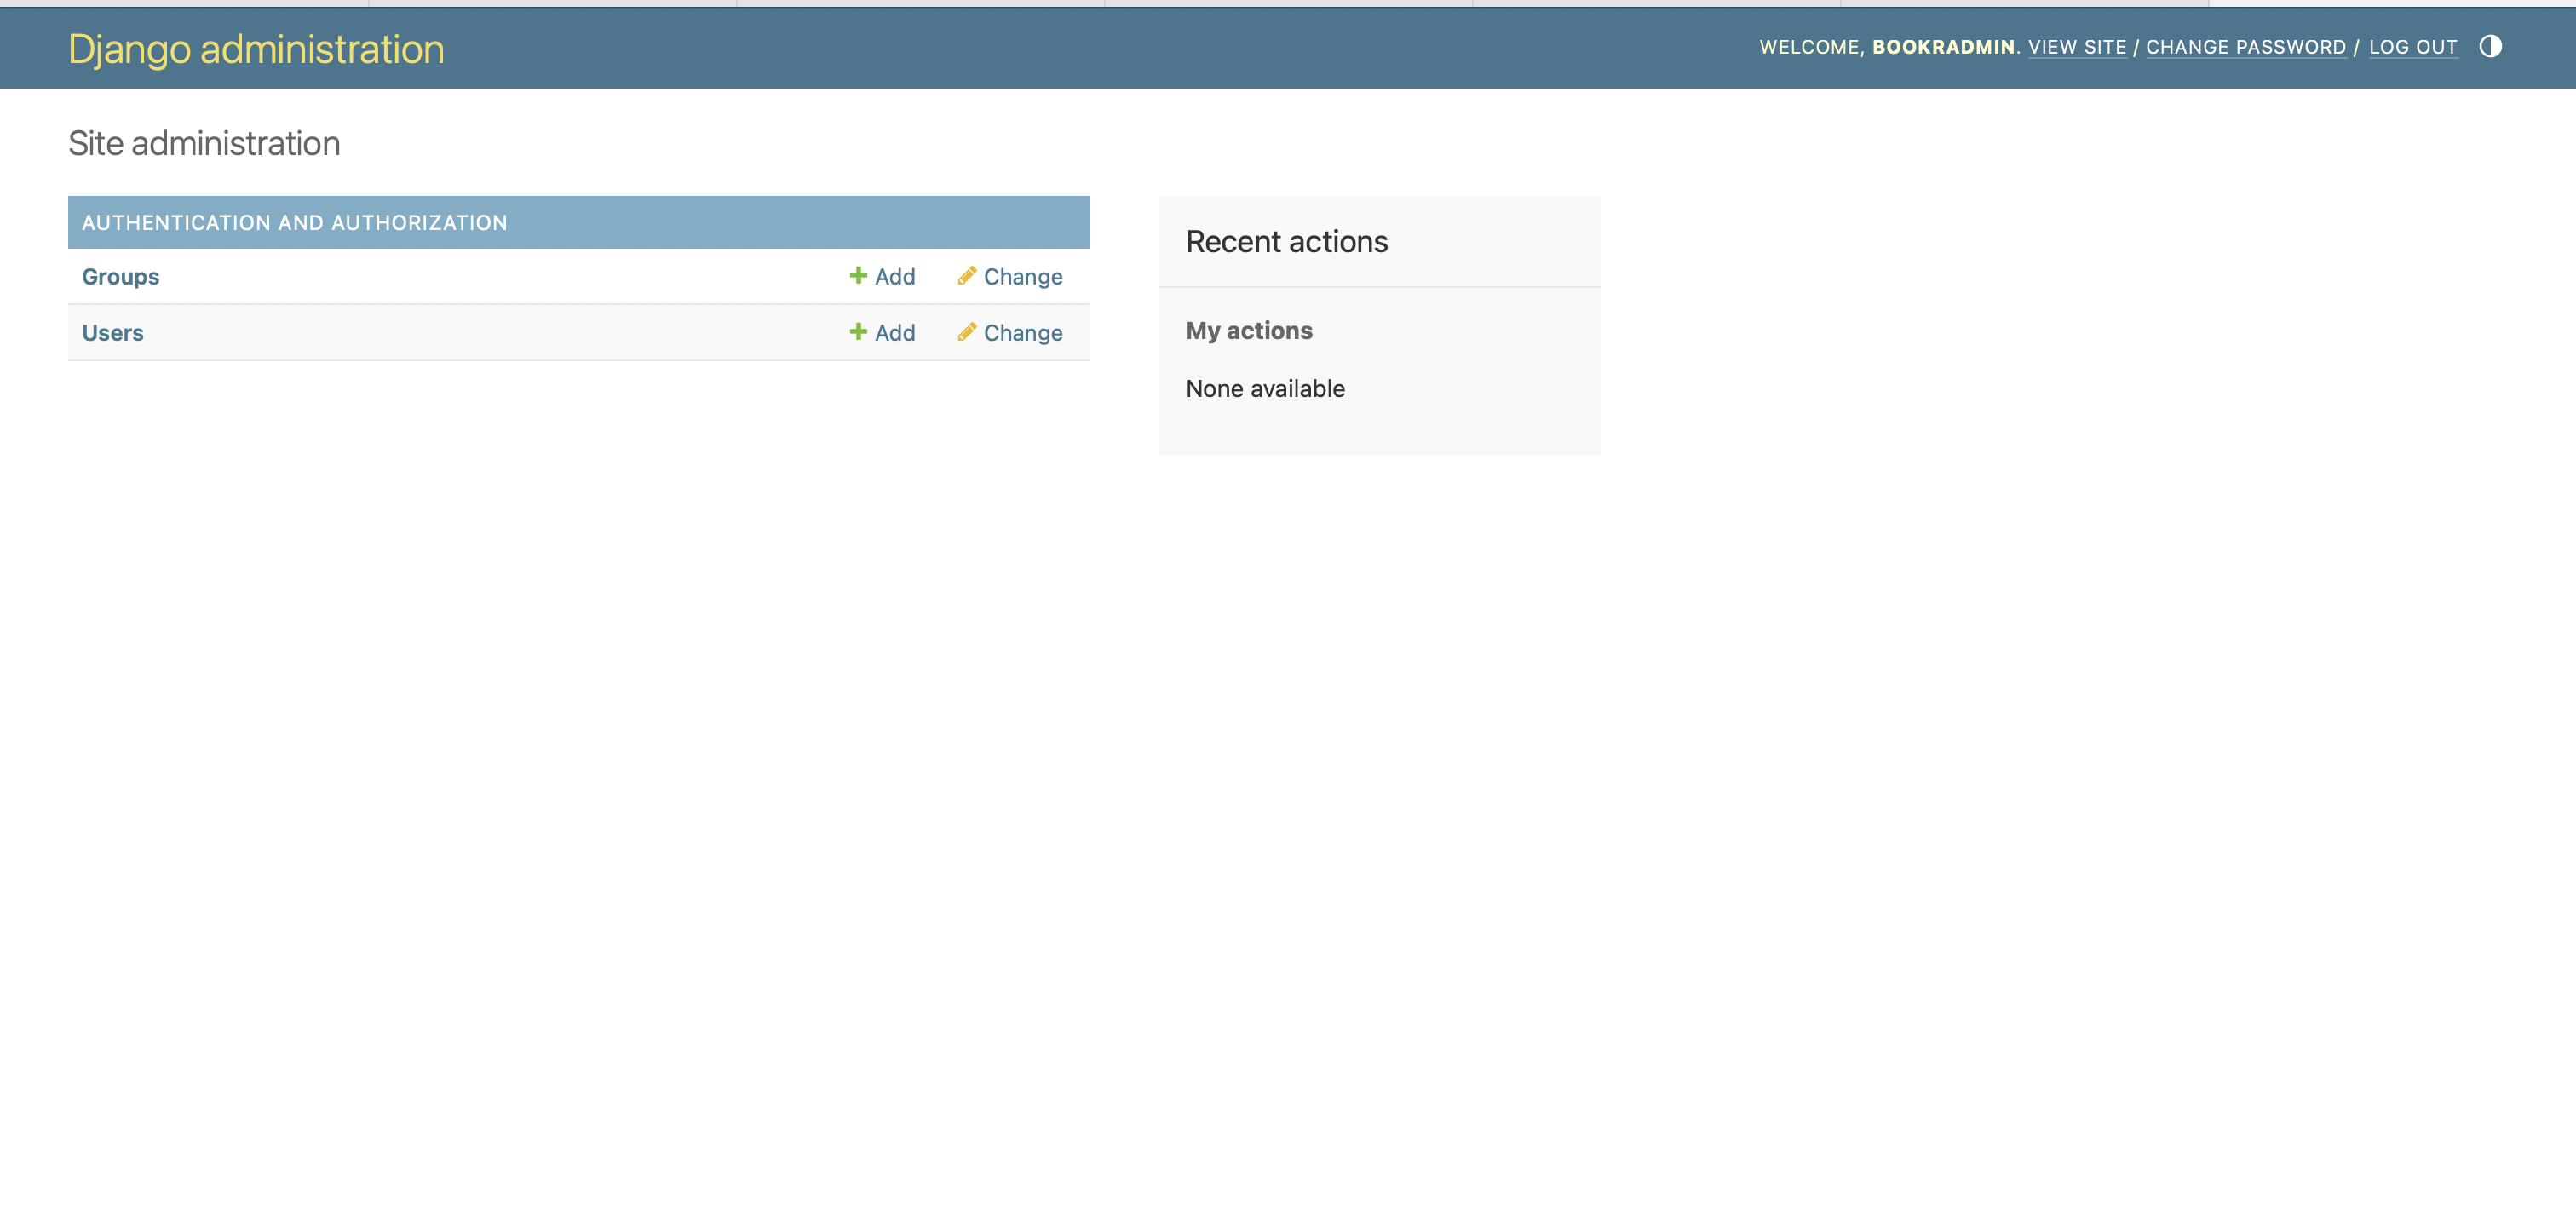 Django administration
WELCOME, BOOKRADMIN. VIEW SITE / CHANGE PASSWORD / LOG OUT
Site administration
AUTHENTICATION AND AUTHORIZATION
Groups Add Change
Users Add Change
Recent actions
My actions
None available